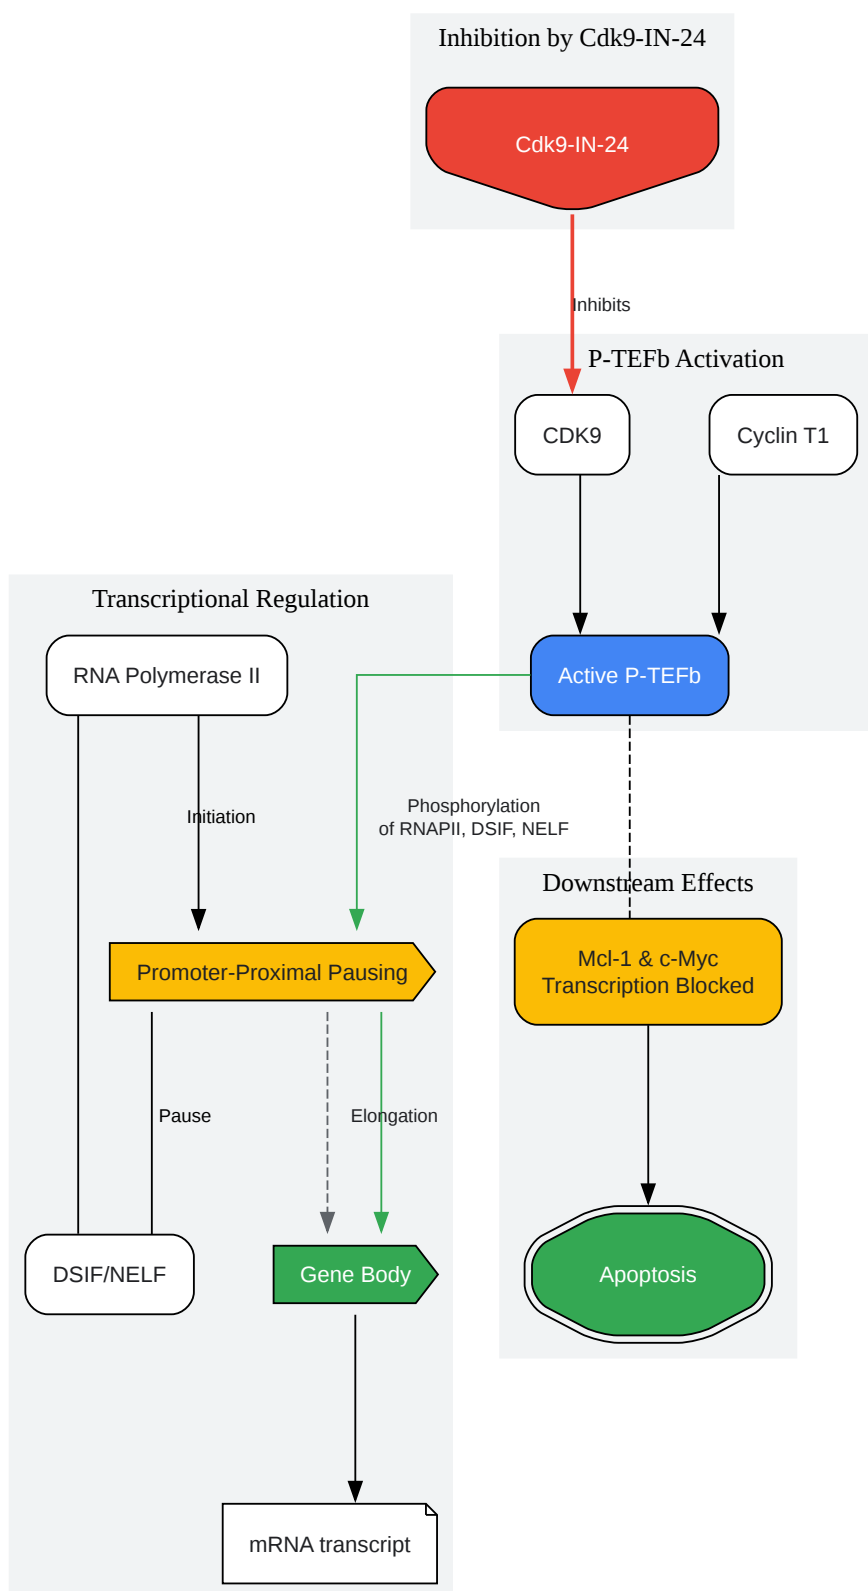 Inhibition by Cdk9-IN-24
Cdk9-IN-24
Inhibits
P-TEFb Activation
CDK9
Cyclin T1
Transcriptional Regulation
RNA Polymerase II
Active P-TEFb
Initiation
Phosphorylation
of RNAPII, DSIF, NELF
Downstream Effects
Promoter-Proximal Pausing
Mcl-1 & c-Myc
Transcription Blocked
Pause
Elongation
DSIF/NELF
Gene Body
Apoptosis
mRNA transcript